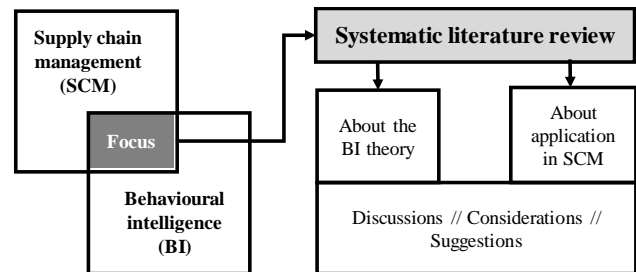 Supply chain
management
(SCM)
Focus
Behavioural
intelligence
(BI)
Systematic literature review
About the
BI theory
About
application
in SCM
Discussions // Considerations //
Suggestions